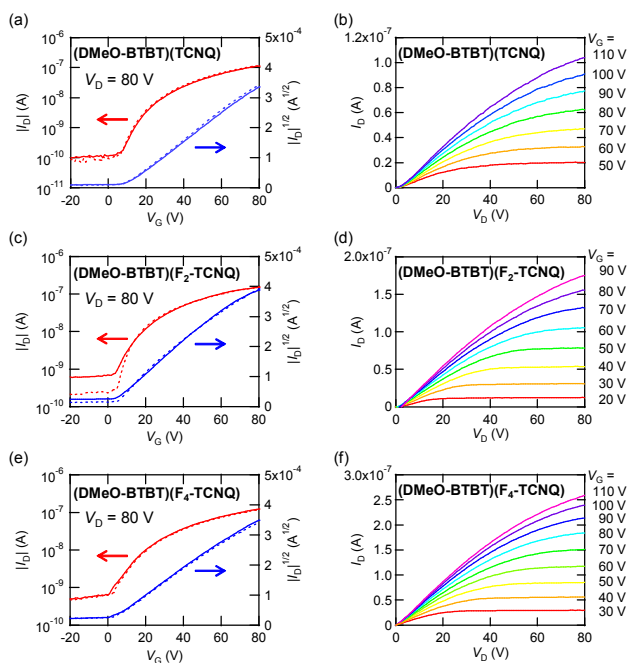 (a)
(DMeO-BTBT)(TCNQ)
V_D = 80 V
10^-6
10^-7
10^-8
10^-9
10^-10
10^-11
|I_D| (A)
5x10^-4
4
3
2
1
0
|I_D|^1/2 (A^1/2)
-20 0 20 40 60 80
V_G (V)
(b)
(DMeO-BTBT)(TCNQ)
1.2x10^-7
1.0
0.8
0.6
0.4
0.2
0
I_D (A)
V_G =
110 V
100 V
90 V
80 V
70 V
60 V
50 V
0 20 40 60 80
V_D (V)
(c)
(DMeO-BTBT)(F_2-TCNQ)
V_D = 80 V
10^-6
10^-7
10^-8
10^-9
10^-10
|I_D| (A)
5x10^-4
4
3
2
1
0
|I_D|^1/2 (A^1/2)
-20 0 20 40 60 80
V_G (V)
(d)
(DMeO-BTBT)(F_2-TCNQ)
2.0x10^-7
1.5
1.0
0.5
0
I_D (A)
V_G =
90 V
80 V
70 V
60 V
50 V
40 V
30 V
20 V
0 20 40 60 80
V_D (V)
(e)
(DMeO-BTBT)(F_4-TCNQ)
V_D = 80 V
10^-6
10^-7
10^-8
10^-9
10^-10
|I_D| (A)
5x10^-4
4
3
2
1
0
|I_D|^1/2 (A^1/2)
-20 0 20 40 60 80
V_G (V)
(f)
(DMeO-BTBT)(F_4-TCNQ)
3.0x10^-7
2.5
2.0
1.5
1.0
0.5
0
I_D (A)
V_G =
110 V
100 V
90 V
80 V
70 V
60 V
50 V
40 V
30 V
0 20 40 60 80
V_D (V)